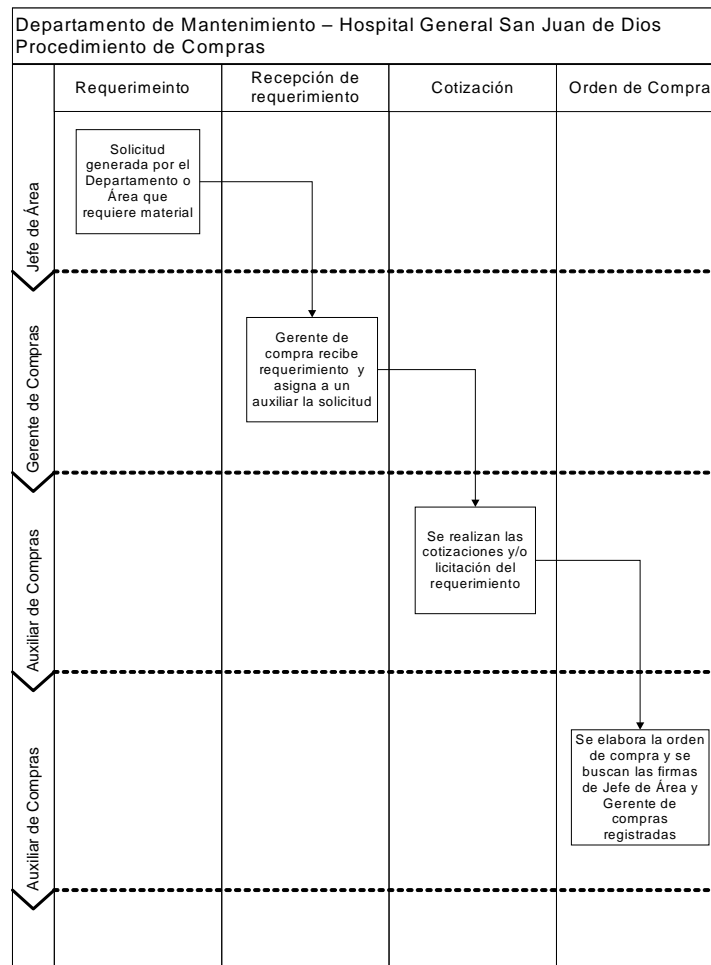 Departamento de Mantenimiento – Hospital General San Juan de Dios
Procedimiento de Compras
Requerimeinto
Recepción de
requerimiento
Cotización
Orden de Compra
Jefe de Área
Solicitud
generada por el
Departamento o
Área que
requiere material
Gerente de Compras
Gerente de
compra recibe
requerimiento y
asigna a un
auxiliar la solicitud
Auxiliar de Compras
Se realizan las
cotizaciones y/o
licitación del
requerimiento
Auxiliar de Compras
Se elabora la orden
de compra y se
buscan las firmas
de Jefe de Área y
Gerente de
compras
registradas